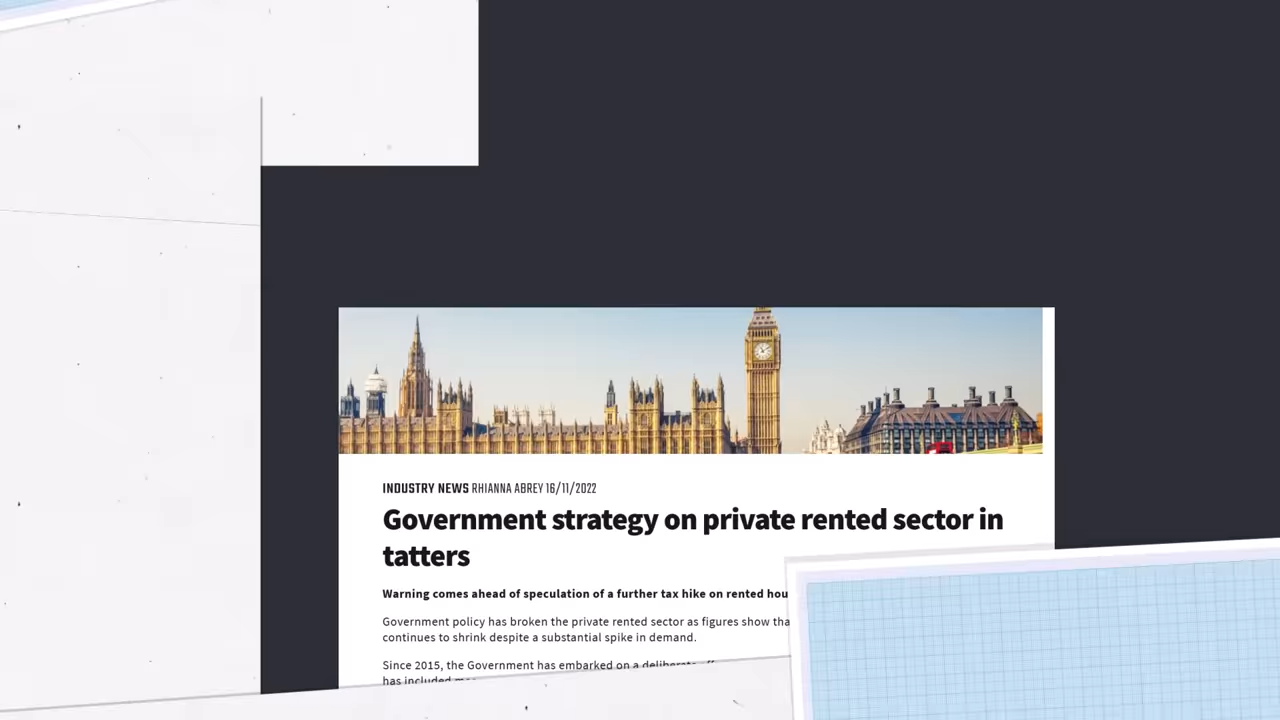 INDUSTRY NEWS RHIANNA ABREY 16/11/2022
Government strategy on private rented sector in
tatters
Warning comes ahead of speculation of a further tax hike on rented
Government policy has broken the private rented sector as figures show
continues to shrink despite a substantial spike in demand.
Since 2015, the Government has embarked on a
has included